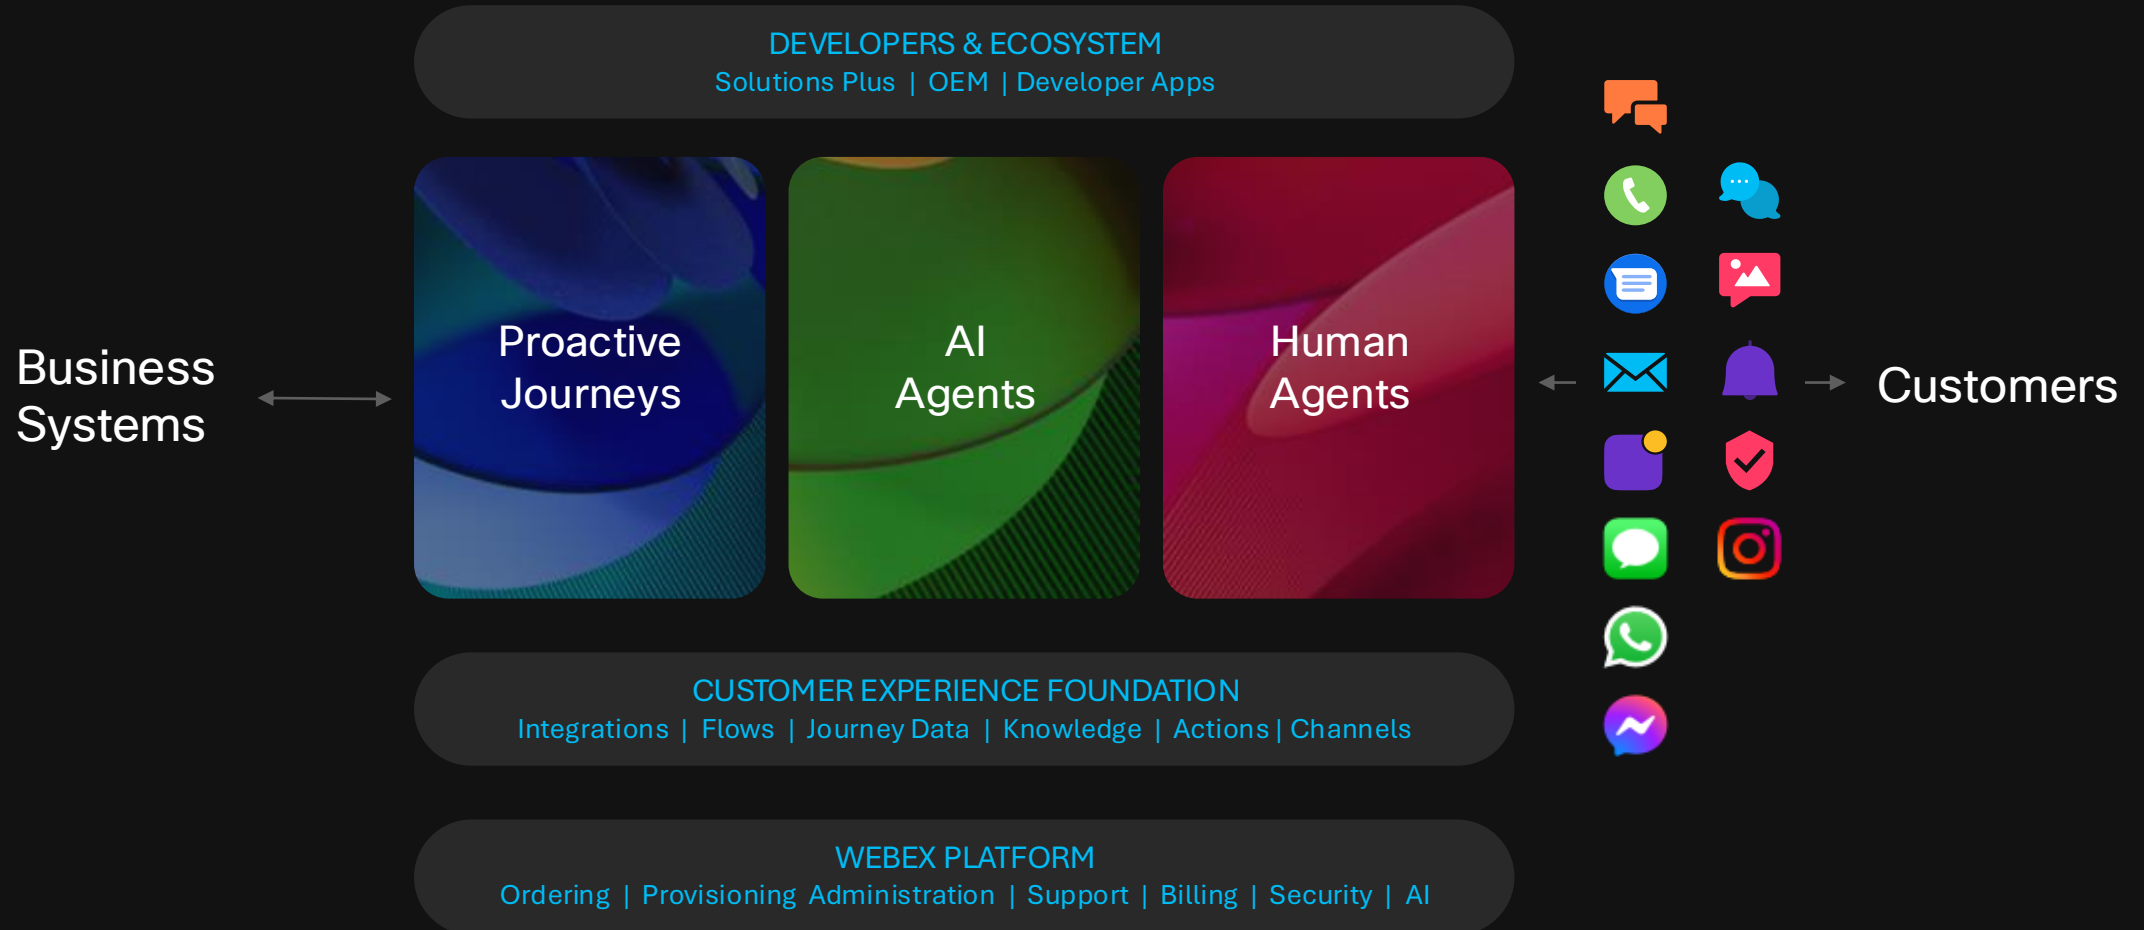 DEVELOPERS & ECOSYSTEM
Solutions Plus | OEM | Developer Apps
Business
Systems
Proactive
Journeys
AI
Agents
Human
Agents
Customers
CUSTOMER EXPERIENCE FOUNDATION
Integrations | Flows | Journey Data | Knowledge | Actions | Channels
WEBEX PLATFORM
Ordering | Provisioning Administration | Support | Billing | Security | AI